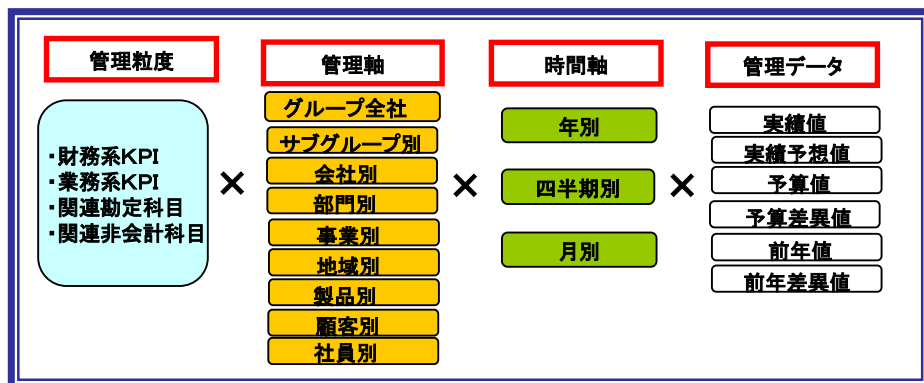 管理粒度
・財務系KPI
・業務系KPI
・関連勘定科目
・関連非会計科目
×
管理軸
グループ全社
サブグループ別
会社別
部門別
事業別
地域別
製品別
顧客別
社員別
×
時間軸
年別
四半期別
月別
×
管理データ
実績値
実績予想値
予算値
予算差異値
前年値
前年差異値